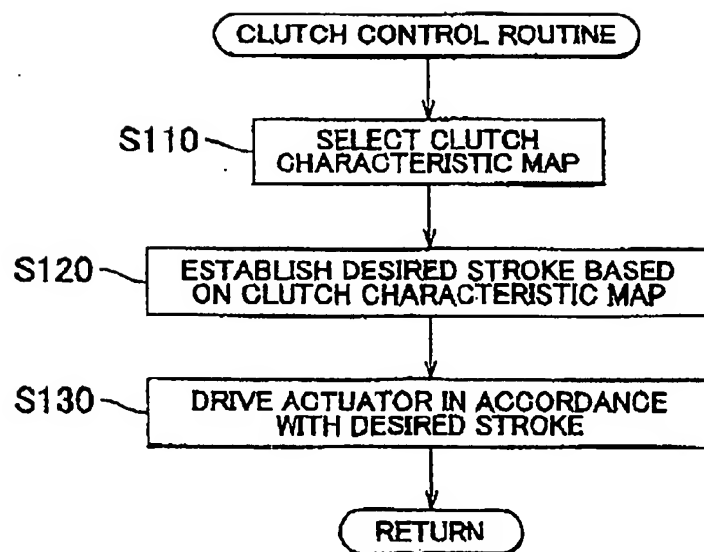 CLUTCH CONTROL ROUTINE
S110
SELECT CLUTCH
CHARACTERISTIC MAP
S120
ESTABLISH DESIRED STROKE BASED
ON CLUTCH CHARACTERISTIC MAP
S130
DRIVE ACTUATOR IN ACCORDANCE
WITH DESIRED STROKE
RETURN